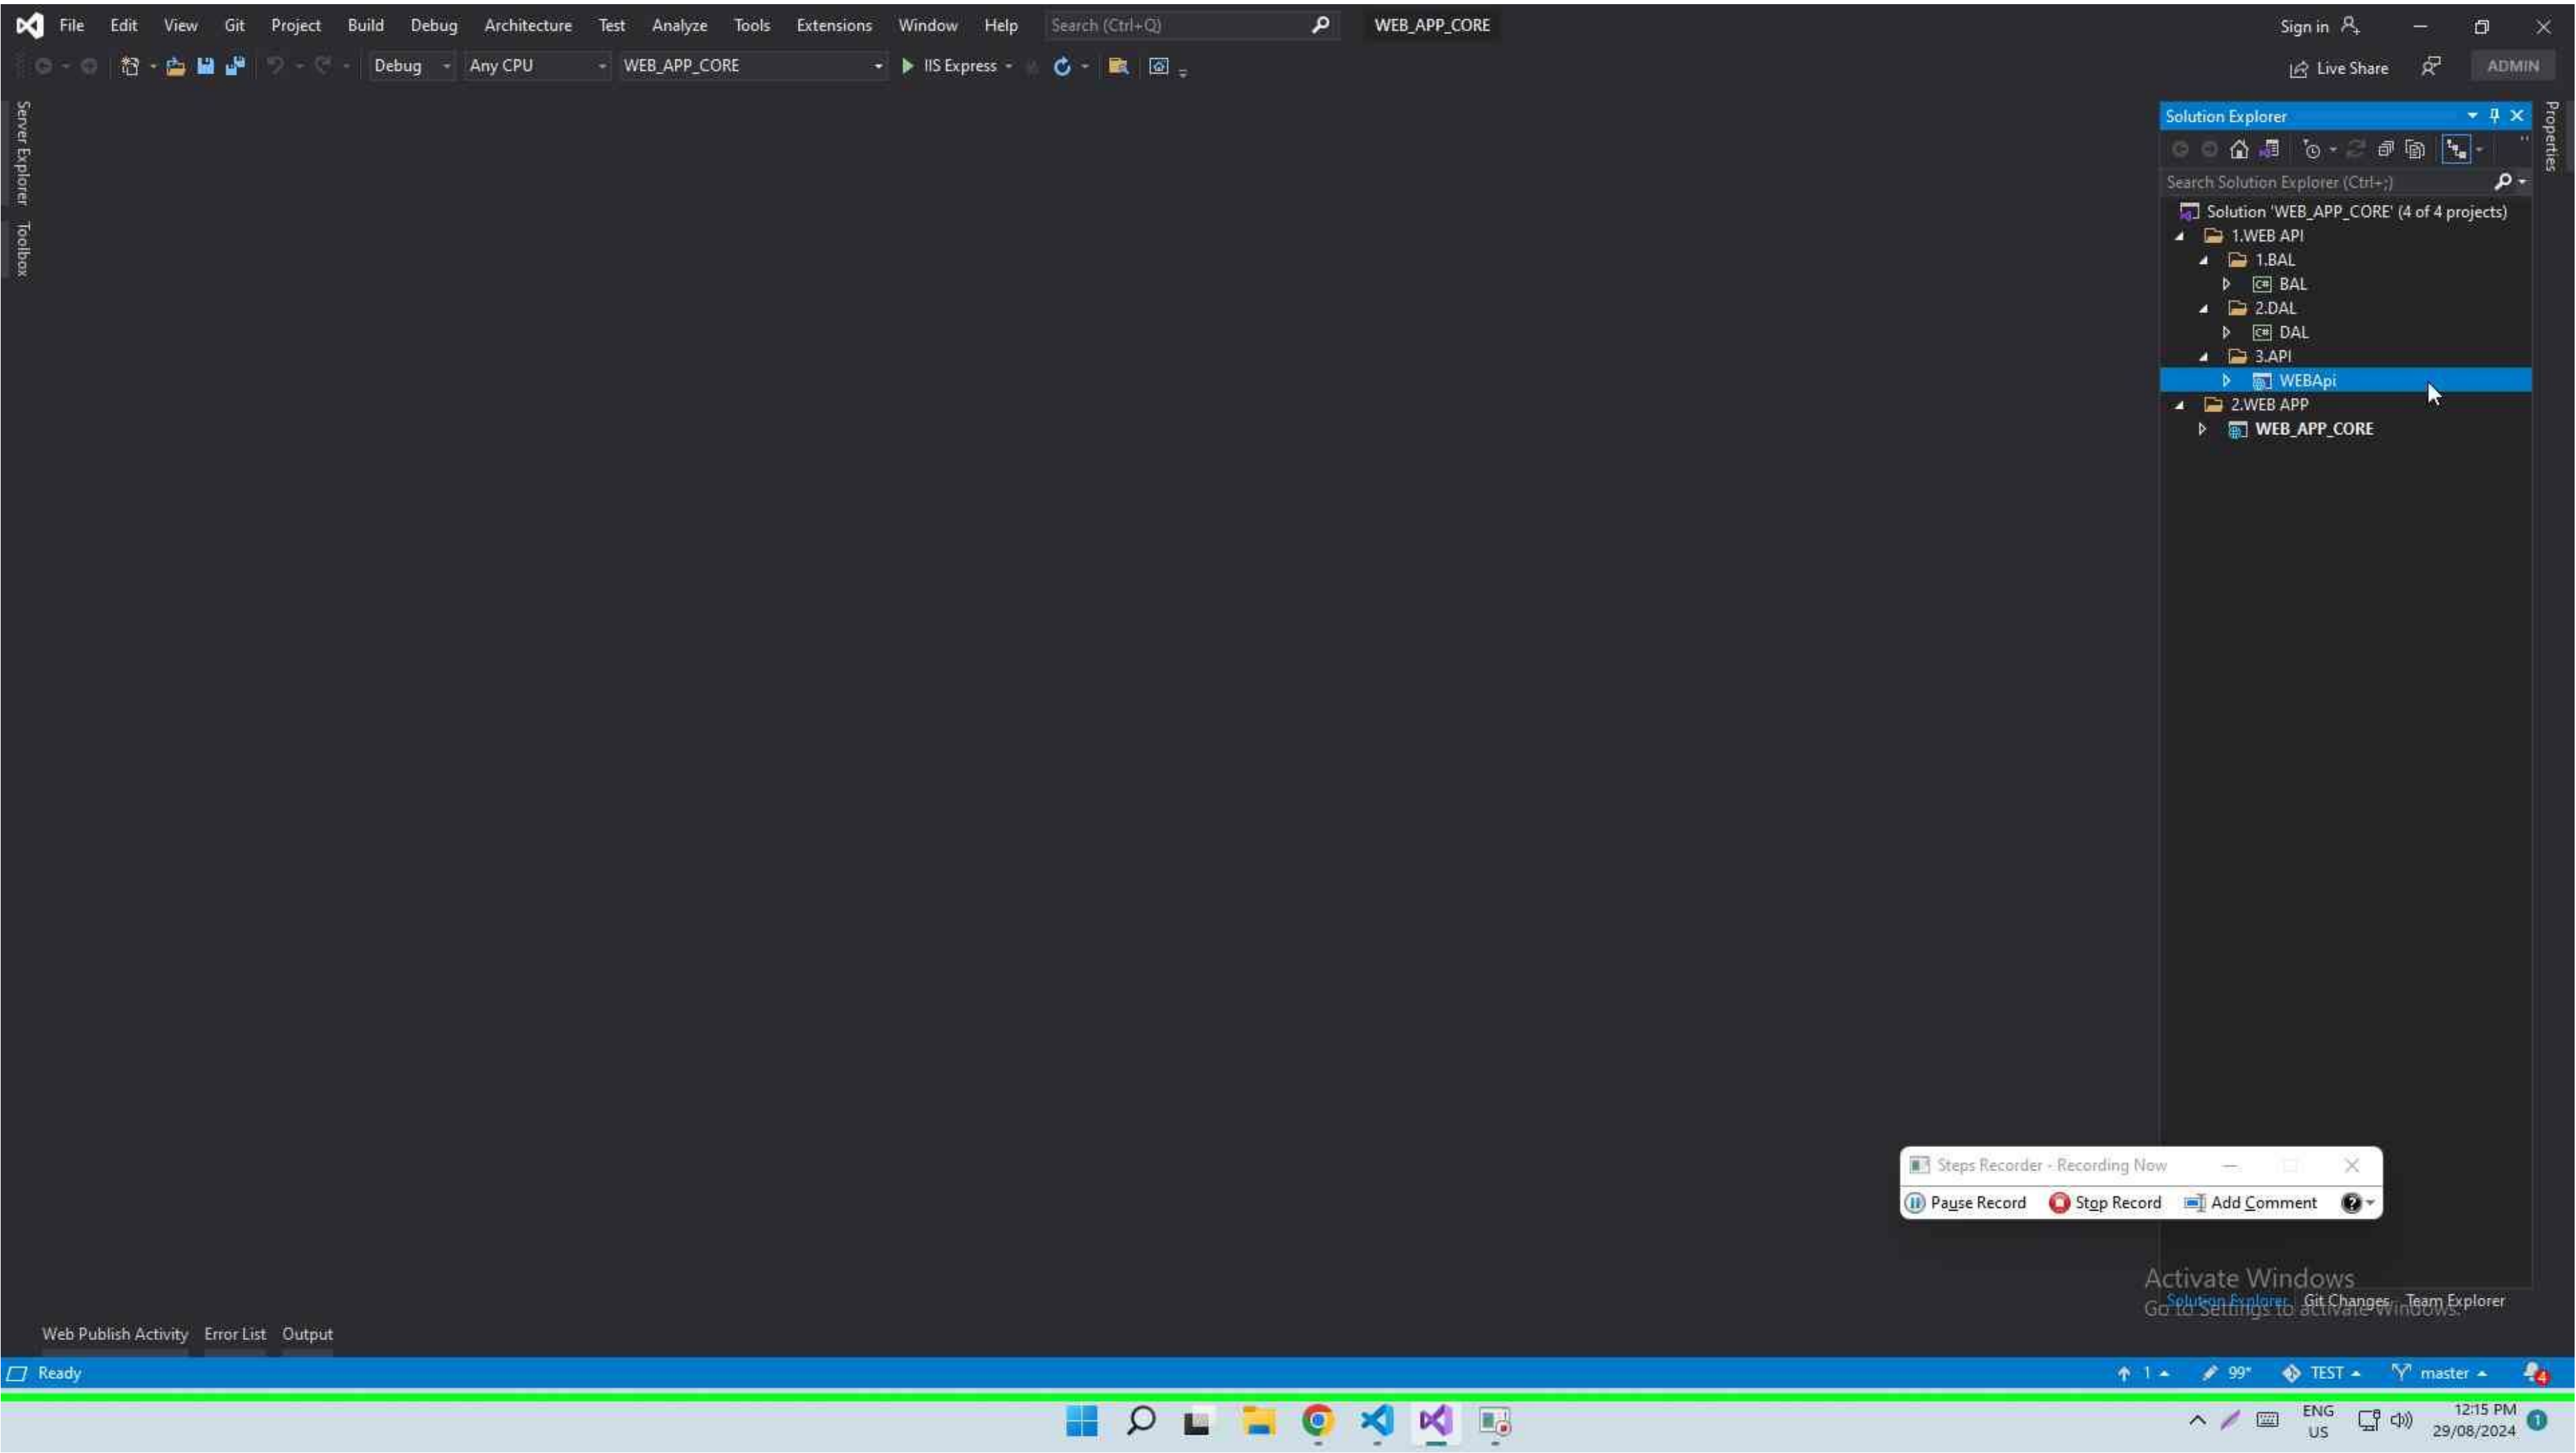 File Edit View Git Project Build Debug Architecture Test Analyze Tools Extensions Window Help Search (Ctrl+Q) WEB_APP_CORE Sign in
Debug Any CPU WEB_APP_CORE IIS Express Live Share ADMIN
Server Explorer
Toolbox
Properties
Solution Explorer
Search Solution Explorer (Ctrl+;)
Solution 'WEB_APP_CORE' (4 of 4 projects)
1.WEB API
1.BAL
C# BAL
2.DAL
C# DAL
3.API
WEBApi
2.WEB APP
WEB_APP_CORE
Steps Recorder - Recording Now
Pause Record Stop Record Add Comment
Activate Windows
Go to Settings to activate Windows.
Solution Explorer Git Changes Team Explorer
Web Publish Activity Error List Output
Ready 1 99+ TEST master 4
ENG
US
12:15 PM
29/08/2024
1